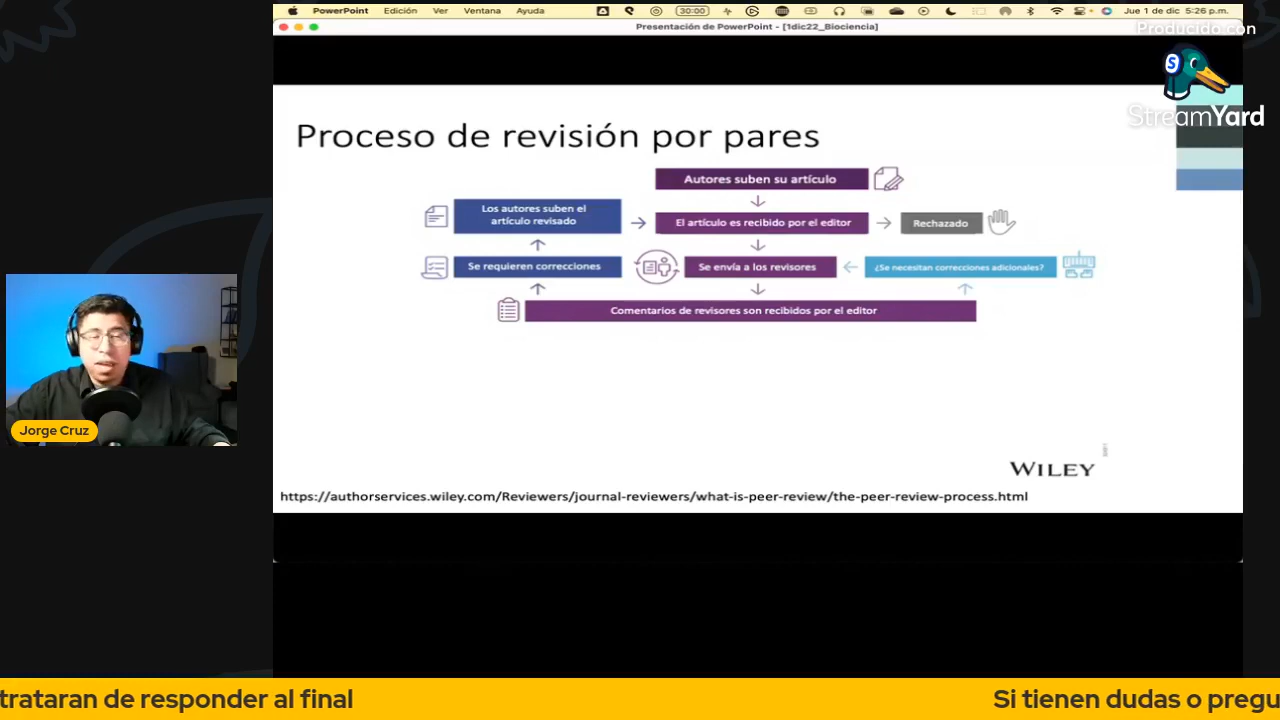 PowerPoint Edición Ver Ventana Ayuda 30:00 Jue 1 de dic 5:26 p.m.
Presentación de PowerPoint - [1dic22_Biociencia]
Producido con
S
StreamYard
Proceso de revisión por pares
Autores suben su artículo
Los autores suben el
artículo revisado
El artículo es recibido por el editor
Rechazado
Se requieren correcciones
Se envía a los revisores
¿Se necesitan correcciones adicionales?
Comentarios de revisores son recibidos por el editor
Jorge Cruz
WILEY
https://authorservices.wiley.com/Reviewers/journal-reviewers/what-is-peer-review/the-peer-review-process.html
trataran de responder al final
Si tienen dudas o pregu